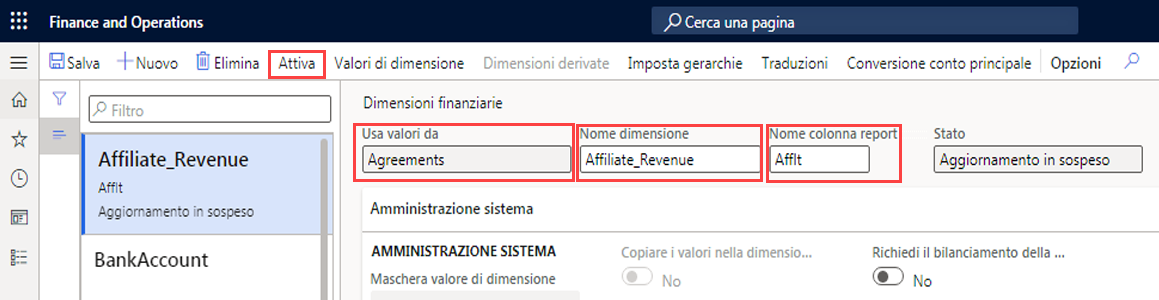 Finance and Operations
Cerca una pagina
Salva Nuovo Elimina Attiva Valori di dimensione Dimensioni derivate Imposta gerarchie Traduzioni Conversione conto principale Opzioni
Filtro
Affiliate_Revenue
Afflt
Aggiornamento in sospeso
BankAccount
Dimensioni finanziarie
Usa valori da Nome dimensione Nome colonna report Stato
Agreements Affiliate_Revenue Afflt Aggiornamento in sospeso
Amministrazione sistema
AMMINISTRAZIONE SISTEMA Copiare i valori nella dimensio... Richiedi il bilanciamento della ...
Maschera valore di dimensione No No